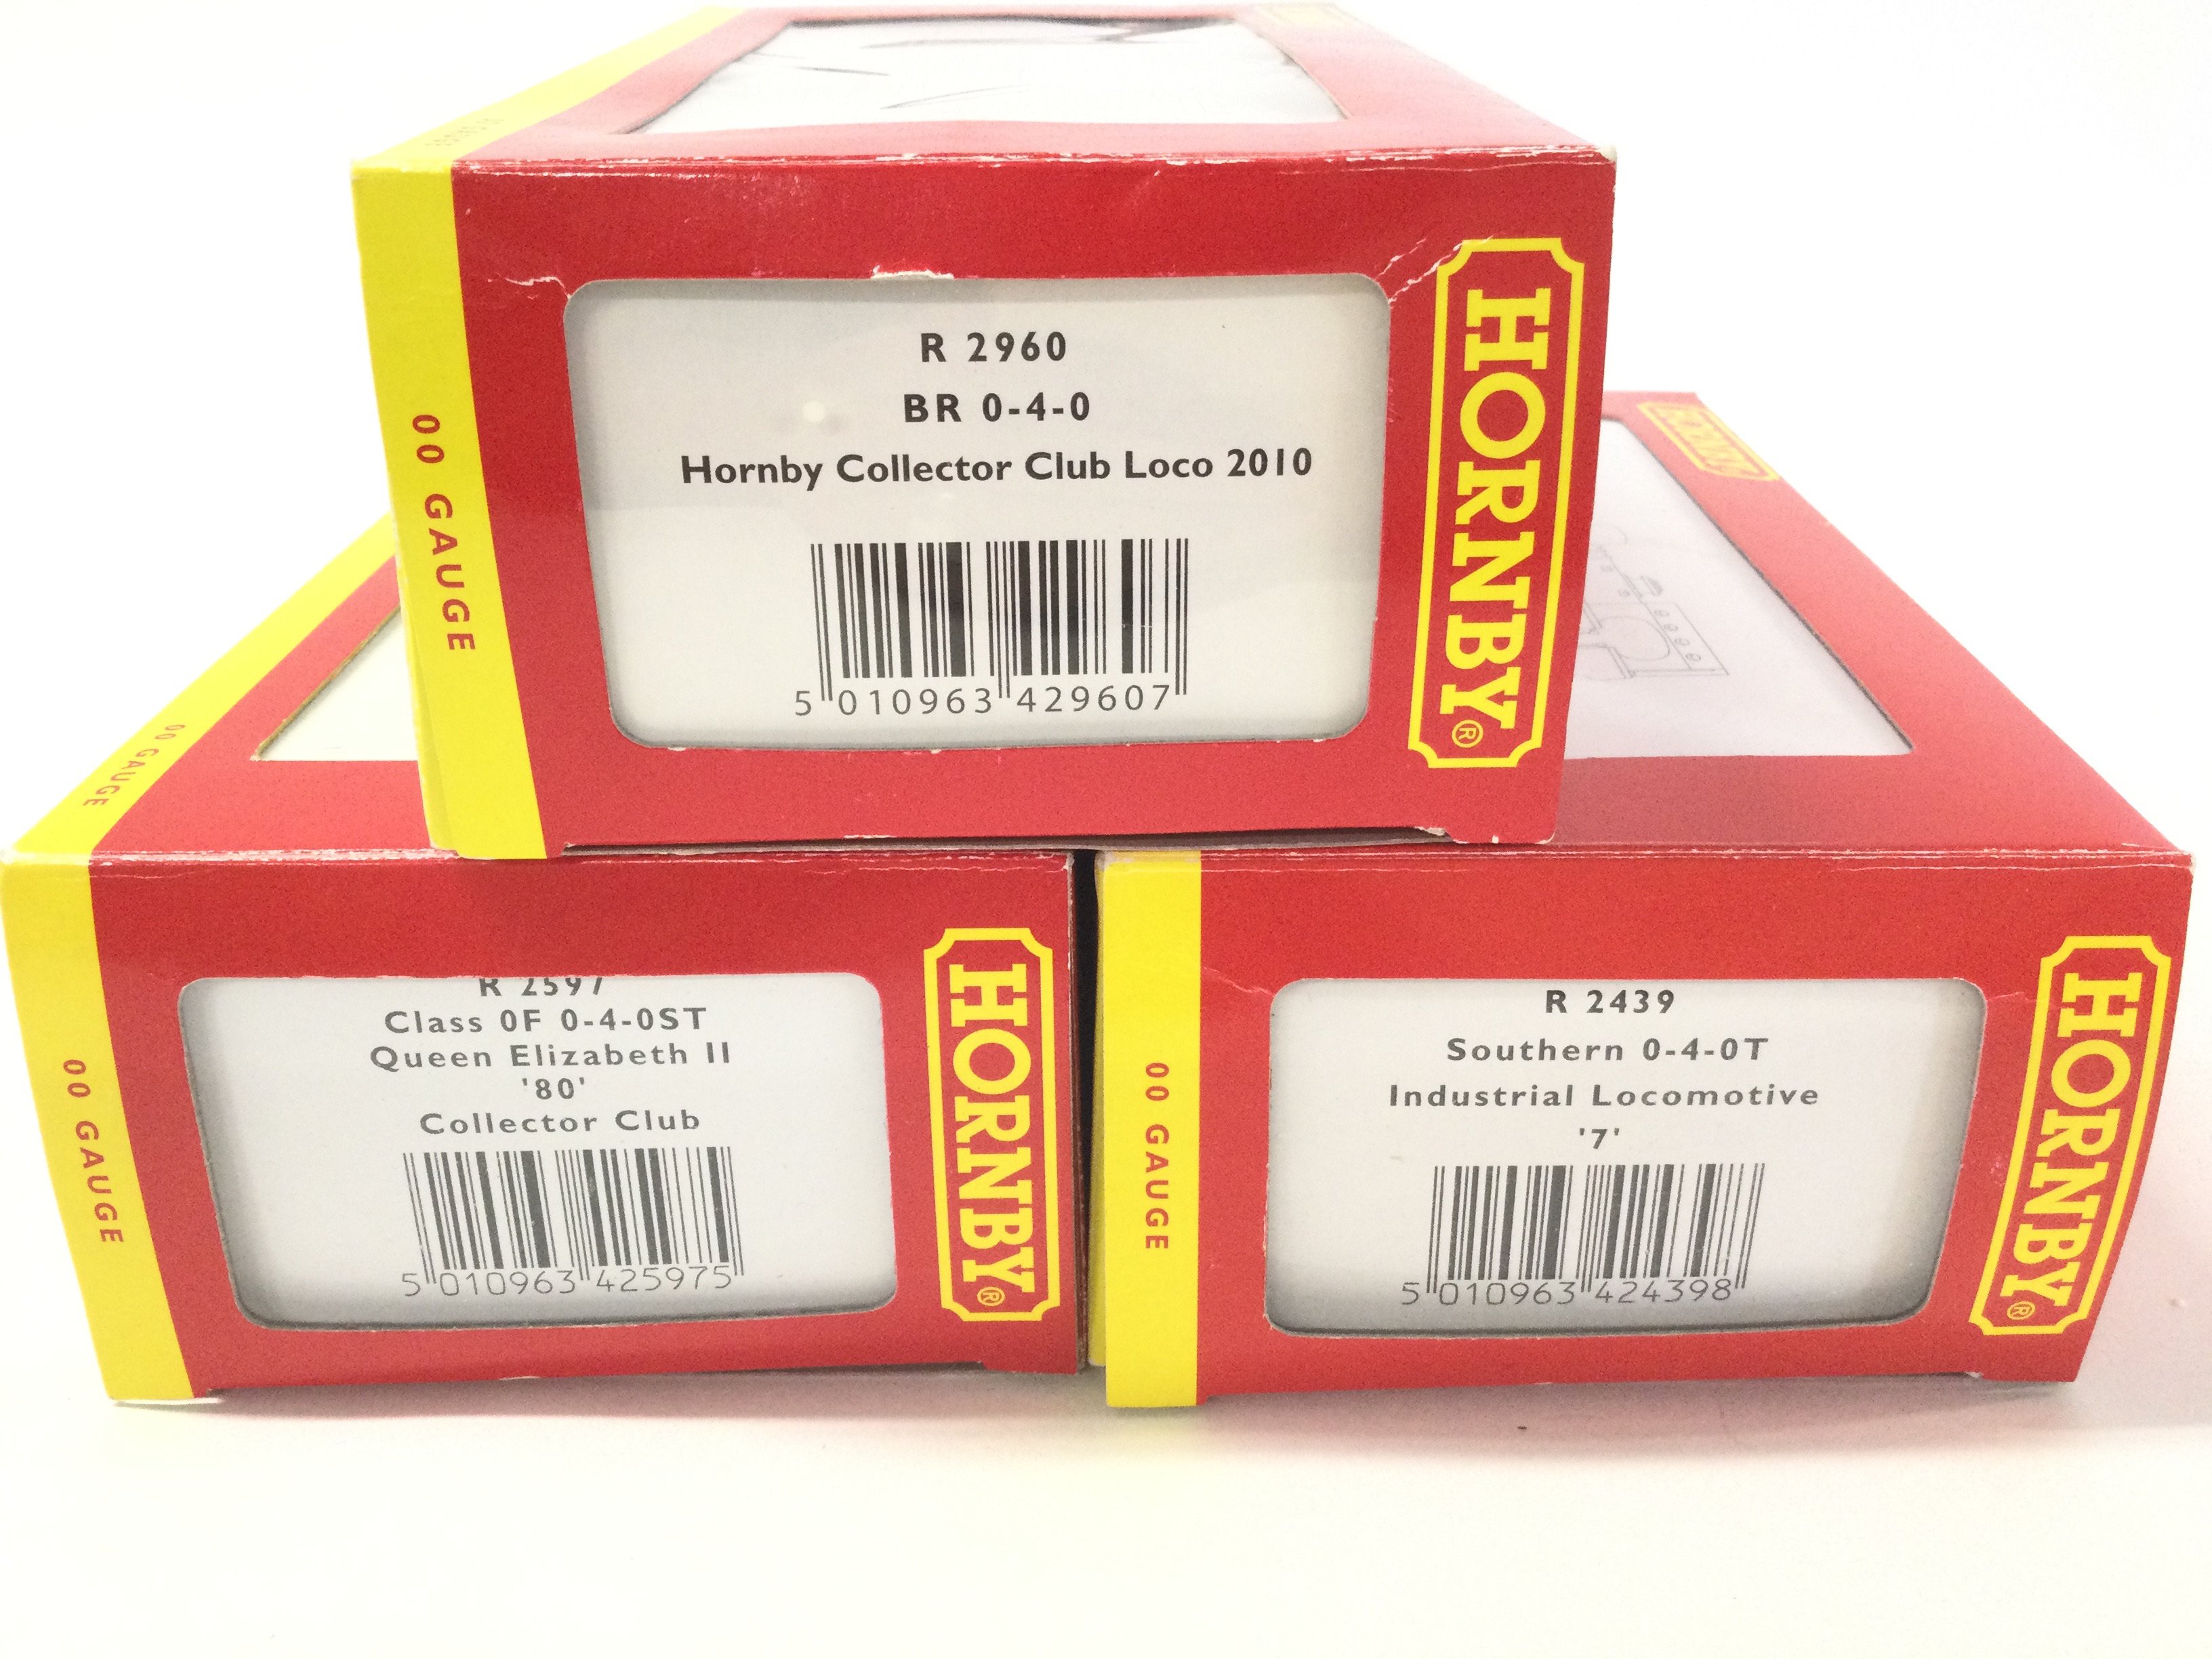 R 2960
BR 0-4-0
Hornby Collector Club Loco 2010
5 010963 429607
00 GAUGE
HORNBY®
HORNBY
00 GAUGE
R 2597
Class 0F 0-4-0ST
Queen Elizabeth II
'80'
Collector Club
5 010963 425975
00 GAUGE
HORNBY®
R 2439
Southern 0-4-0T
Industrial Locomotive
'7'
5 010963 424398
00 GAUGE
HORNBY®